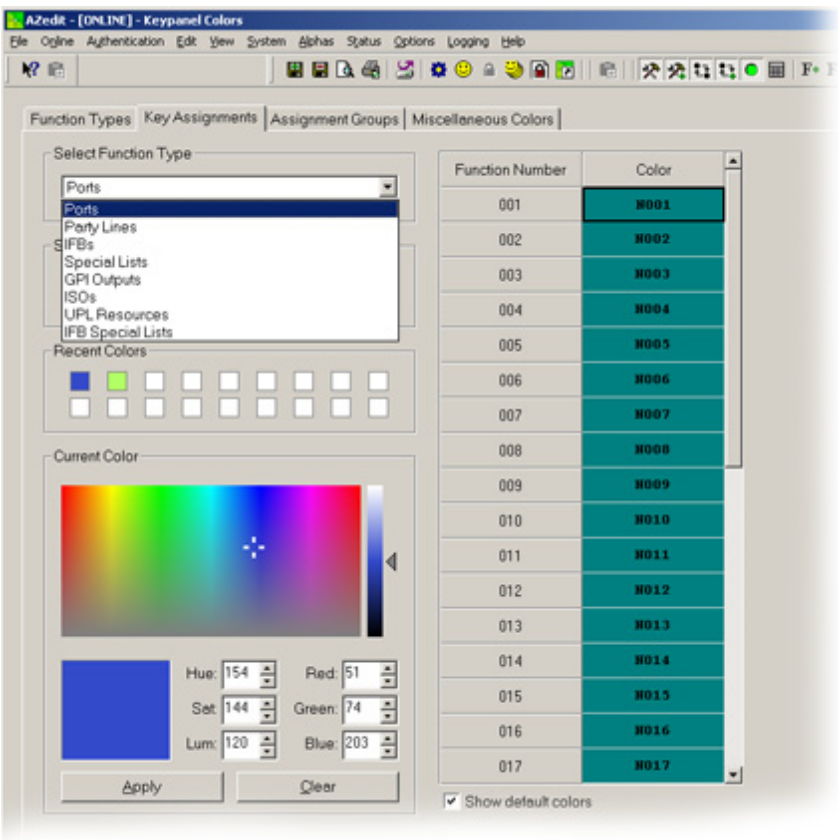 AZedit - [ONLINE] - Keypanel Colors
File Online Authentication Edit View System Alphas Status Options Logging Help
F+
Function Types Key Assignments Assignment Groups Miscellaneous Colors
Select Function Type
Ports
Ports
Party Lines
IFBs
Special Lists
GPI Outputs
ISOs
UPL Resources
IFB Special Lists
Recent Colors
Current Color
Hue: 154 Red: 51
Sat: 144 Green: 74
Lum: 120 Blue: 203
Apply Clear
Function Number Color
001 N001
002 N002
003 N003
004 N004
005 N005
006 N006
007 N007
008 N008
009 N009
010 N010
011 N011
012 N012
013 N013
014 N014
015 N015
016 N016
017 N017
Show default colors